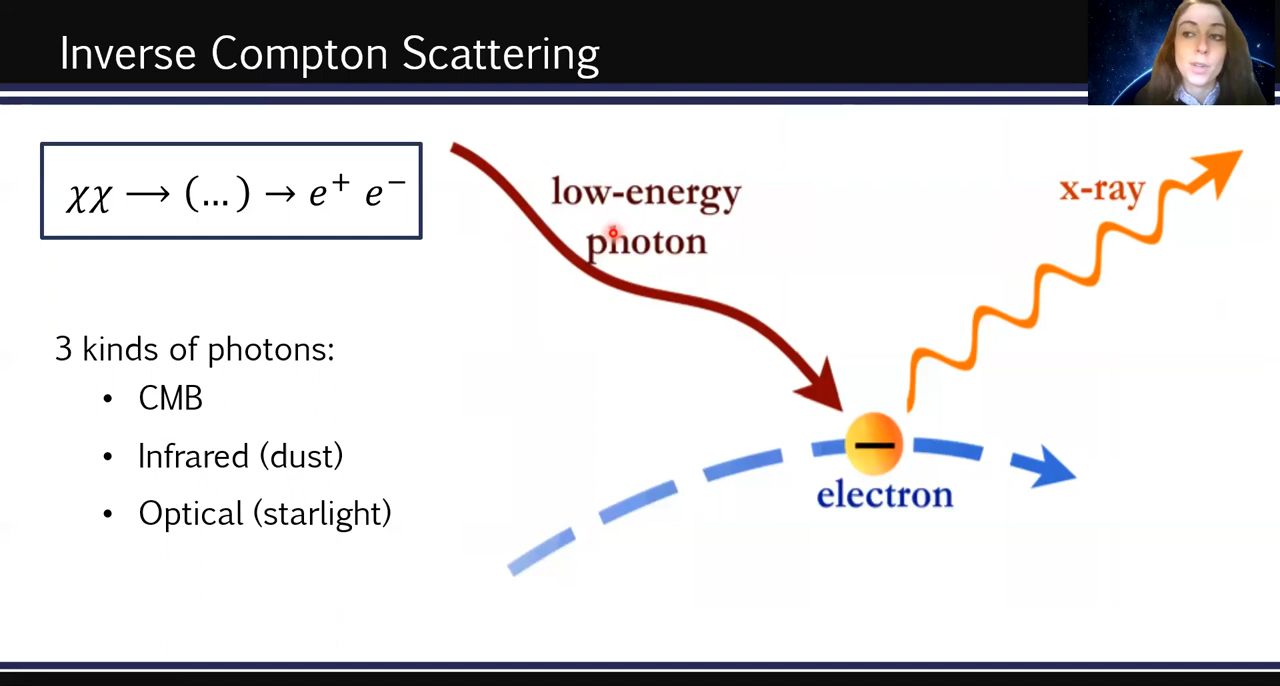 Inverse Compton Scattering
χχ ⟶ (…) → e⁺ e⁻
low-energy
photon
x-ray
3 kinds of photons:
• CMB
• Infrared (dust)
• Optical (starlight)
electron